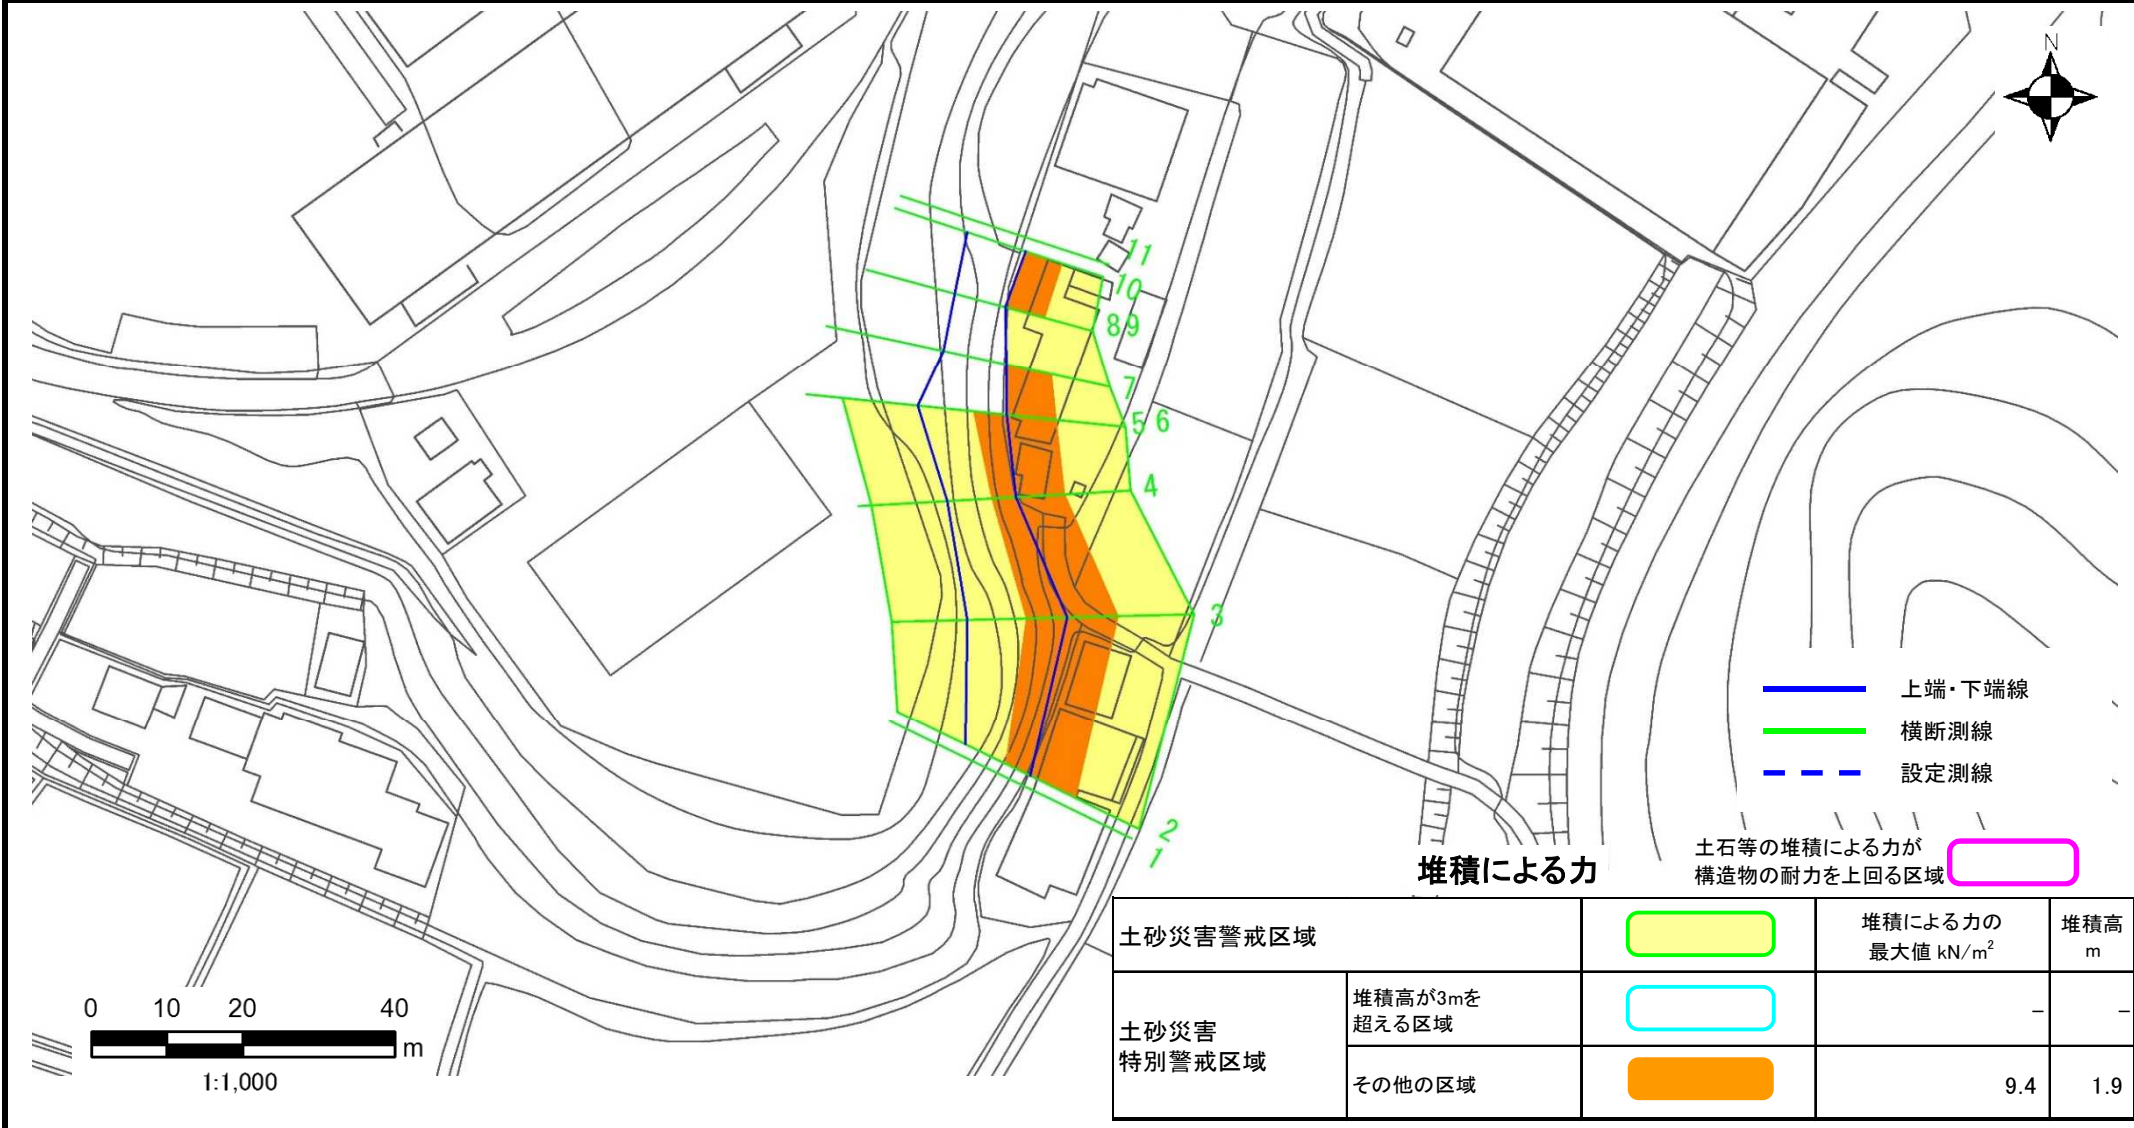 N
11
10
89
7
5 6
4
3
2
1
上端・下端線
横断測線
設定測線
土石等の堆積による力が
構造物の耐力を上回る区域
堆積による力
土砂災害警戒区域
堆積による力の
最大値 kN/m²
堆積高
m
土砂災害
特別警戒区域
堆積高が3mを
超える区域
– –
その他の区域
9.4 1.9
0 10 20 40
m
1:1,000